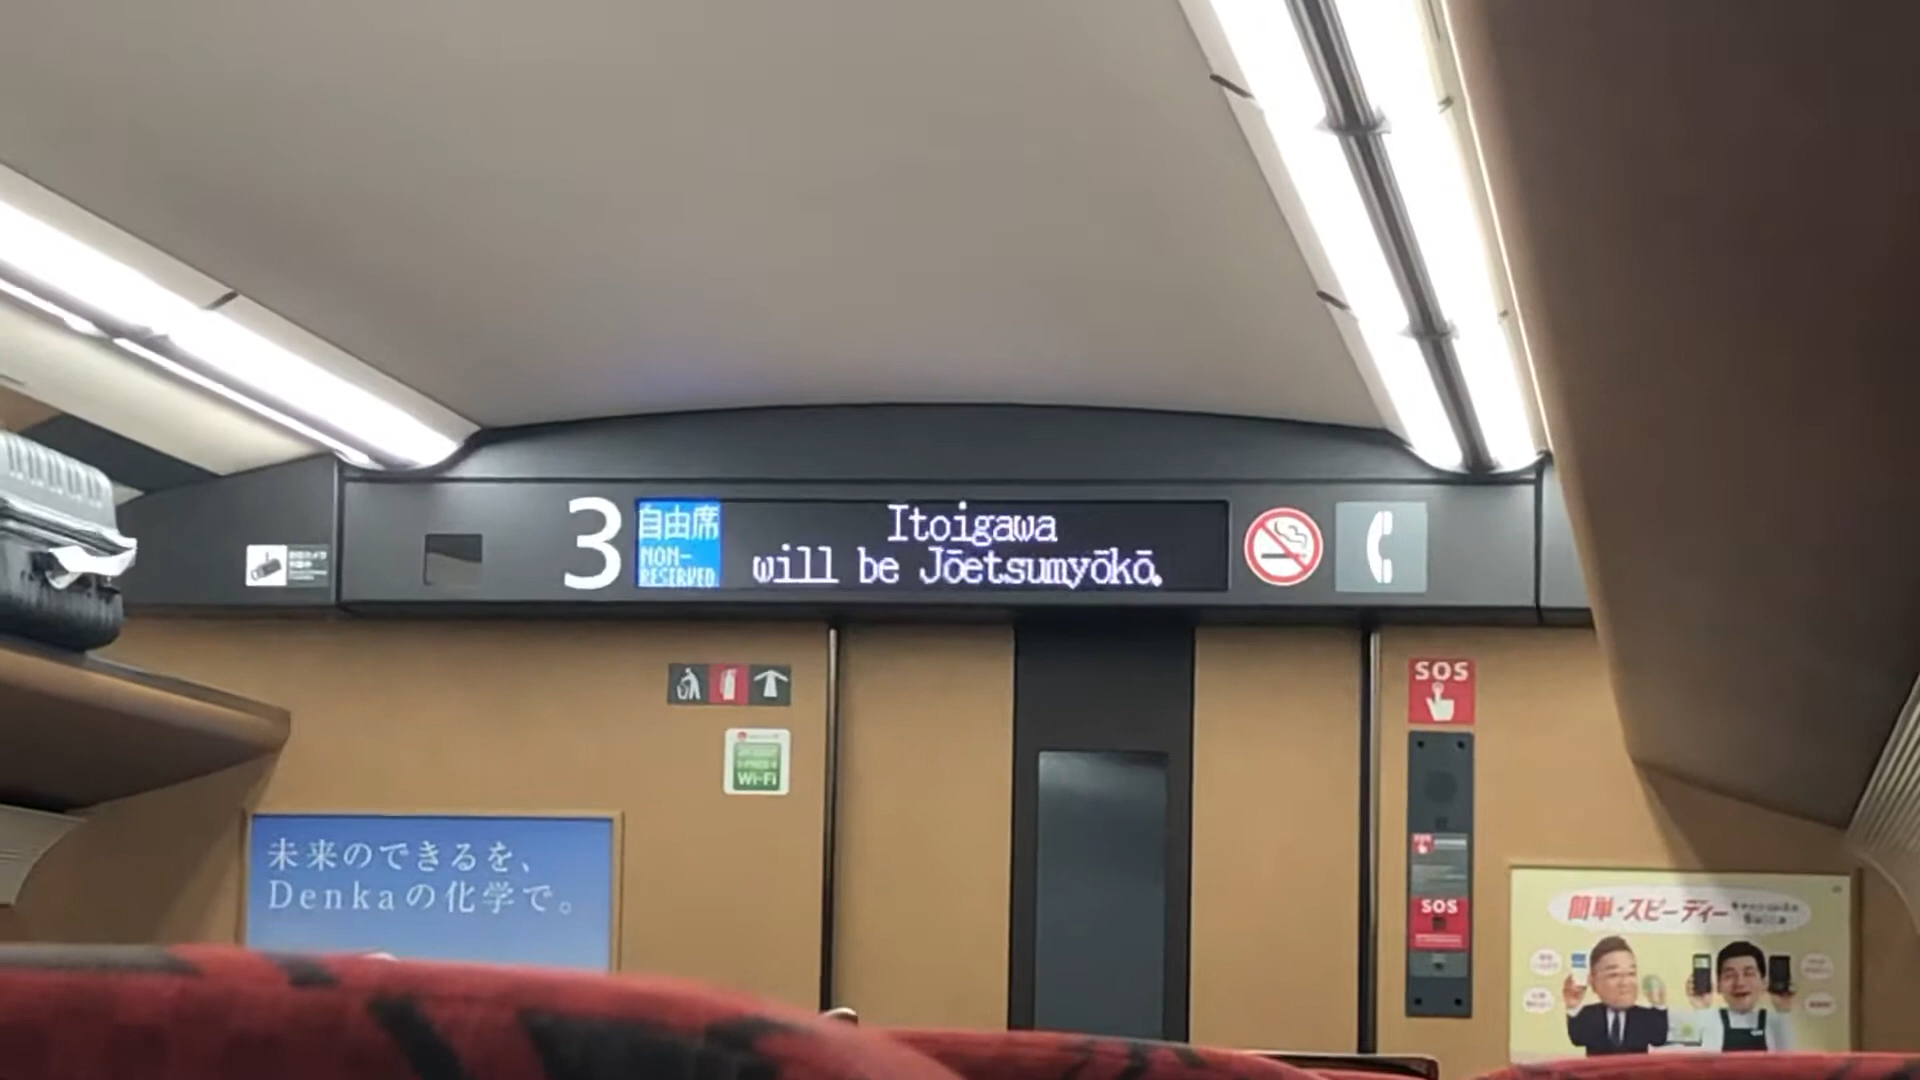 3
自由席
NON-
RESERVED
Itoigawa
will be Jōetsumyōkō.
SOS
Wi-Fi
SOS
未来のできるを、
Denkaの化学で。
簡単・スピーディー